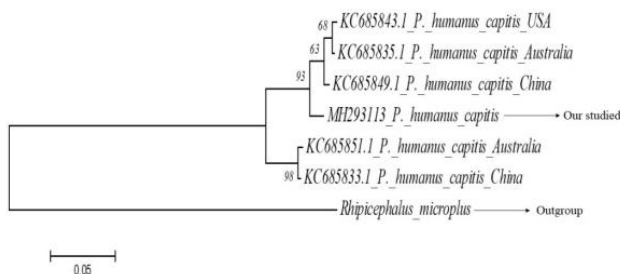 68
KC685843.1_P._humanus_capitis_USA
63
KC685835.1_P._humanus_capitis_Australia
93
KC685849.1_P._humanus_capitis_China
MH293113_P._humanus_capitis
Our studied
KC685851.1_P._humanus_capitis_Australia
98
KC685833.1_P._humanus_capitis_China
Rhipicephalus_microplus
Outgroup
0.05